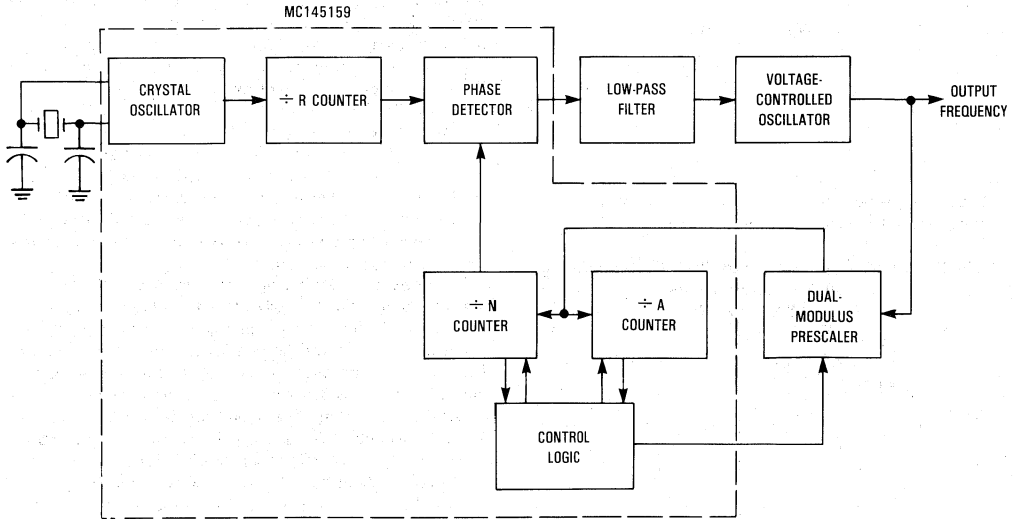 MC145159
CRYSTAL
OSCILLATOR
÷ R COUNTER
PHASE
DETECTOR
LOW-PASS
FILTER
VOLTAGE-
CONTROLLED
OSCILLATOR
OUTPUT
FREQUENCY
÷ N
COUNTER
÷ A
COUNTER
DUAL-
MODULUS
PRESCALER
CONTROL
LOGIC